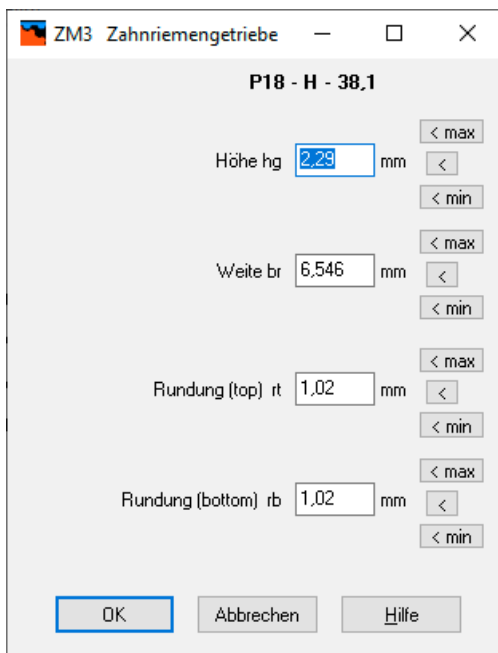 ZM3 Zahnriemengetriebe
P18 - H - 38,1
< max
Höhe hg 2,29 mm <
< min
< max
Weite br 6,546 mm <
< min
< max
Rundung (top) rt 1,02 mm <
< min
< max
Rundung (bottom) rb 1,02 mm <
< min
OK Abbrechen Hilfe